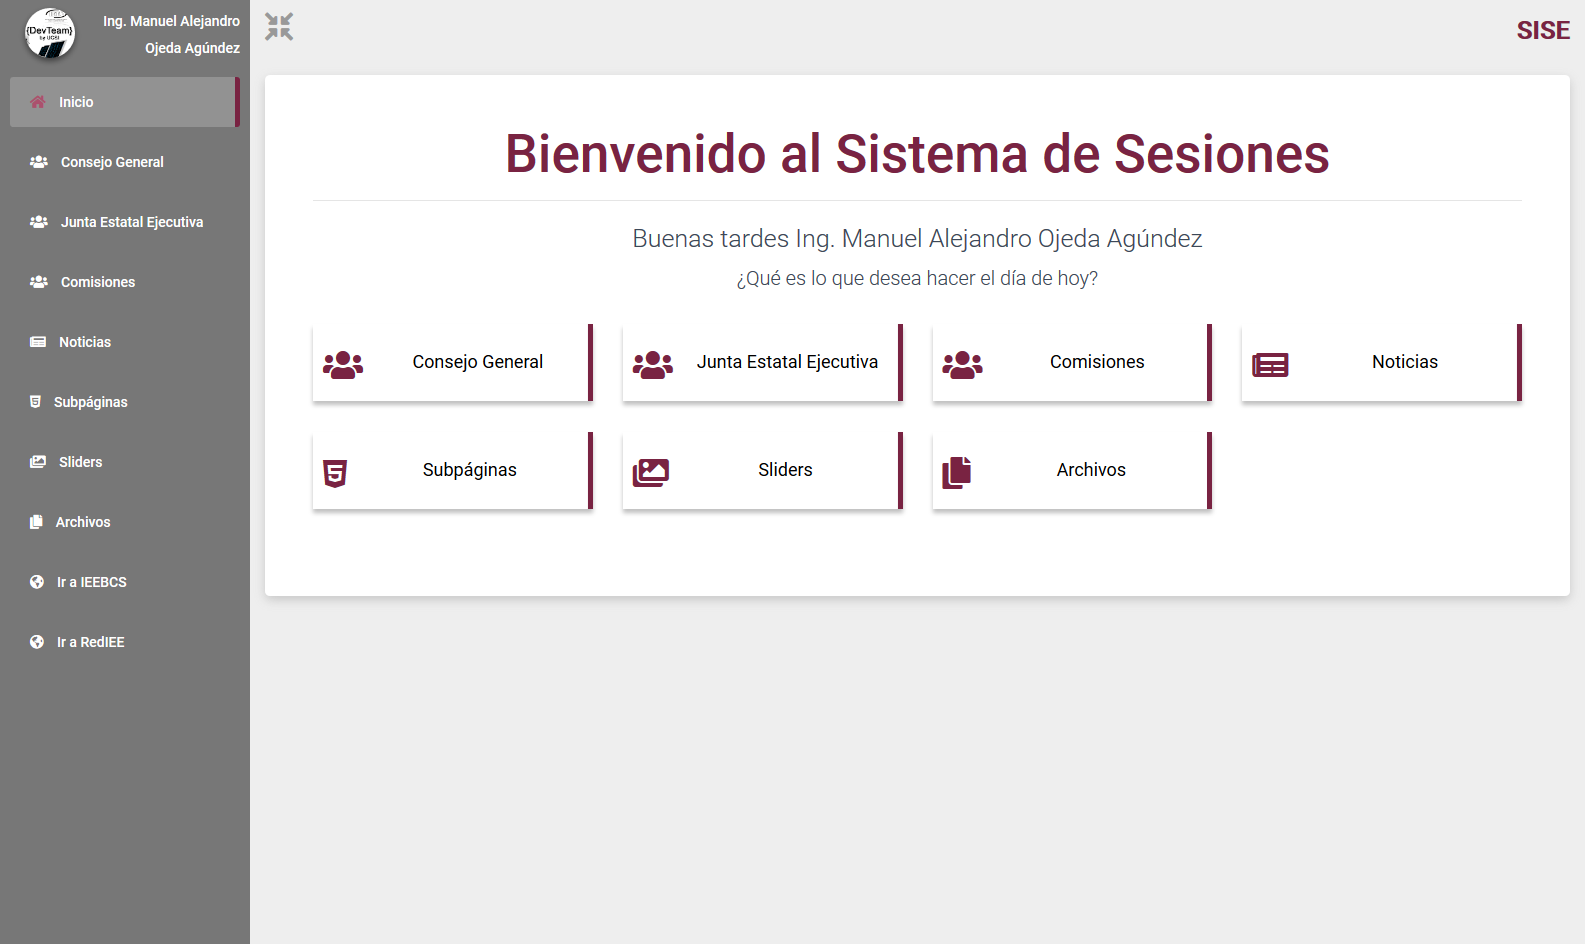 {DevTeam}
by UCSI
Ing. Manuel Alejandro
Ojeda Agúndez
Inicio
Consejo General
Junta Estatal Ejecutiva
Comisiones
Noticias
Subpáginas
Sliders
Archivos
Ir a IEEBCS
Ir a RedIEE
SISE
Bienvenido al Sistema de Sesiones
Buenas tardes Ing. Manuel Alejandro Ojeda Agúndez
¿Qué es lo que desea hacer el día de hoy?
Consejo General
Junta Estatal Ejecutiva
Comisiones
Noticias
Subpáginas
Sliders
Archivos